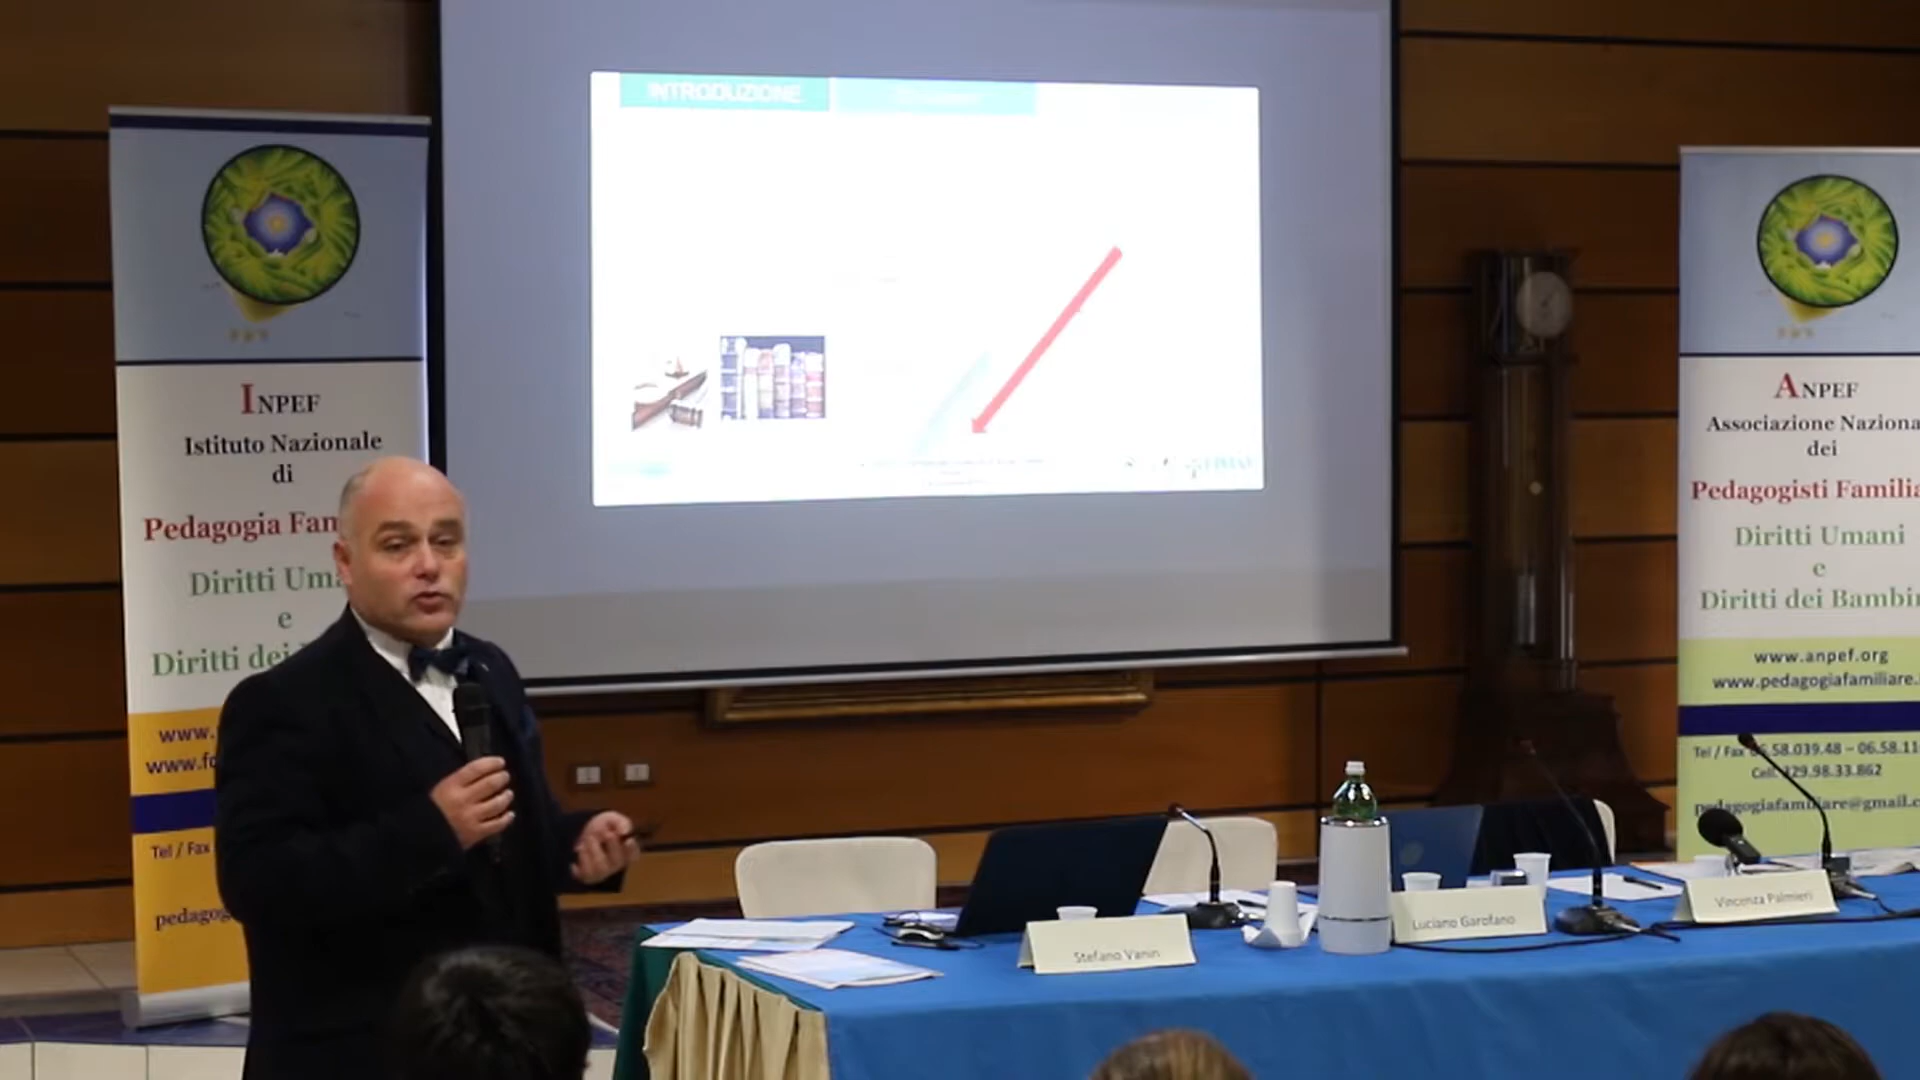 INTRODUZIONE
INPEF
Istituto Nazionale
di
Pedagogia Fam
Diritti Uma
e
Diritti dei
www.
www.fo
Tel / Fax
pedagog
ANPEF
Associazione Naziona
dei
Pedagogisti Familia
Diritti Umani
e
Diritti dei Bambin
www.anpef.org
www.pedagogiafamiliare.
Tel / Fax 06.58.039.48 – 06.58.11
Cell. 329.98.33.862
pedagogiafamiliare@gmail.c
Stefano Vanin
Luciano Garofano
Vincenza Palmieri